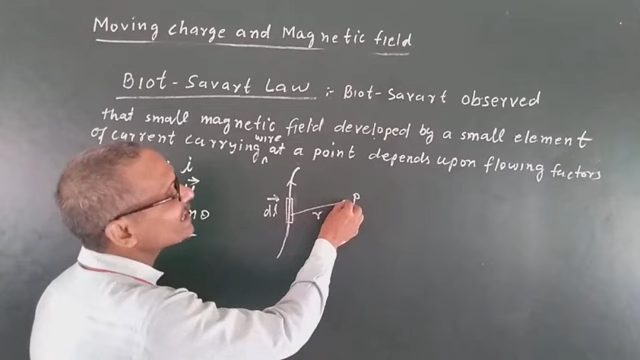 Moving charge and Magnetic field
Biot-Savart Law :- Biot-Savart observed
that small magnetic field developed by a small element
of current carrying wire at a point depends upon flowing factors
i
dl
r
P